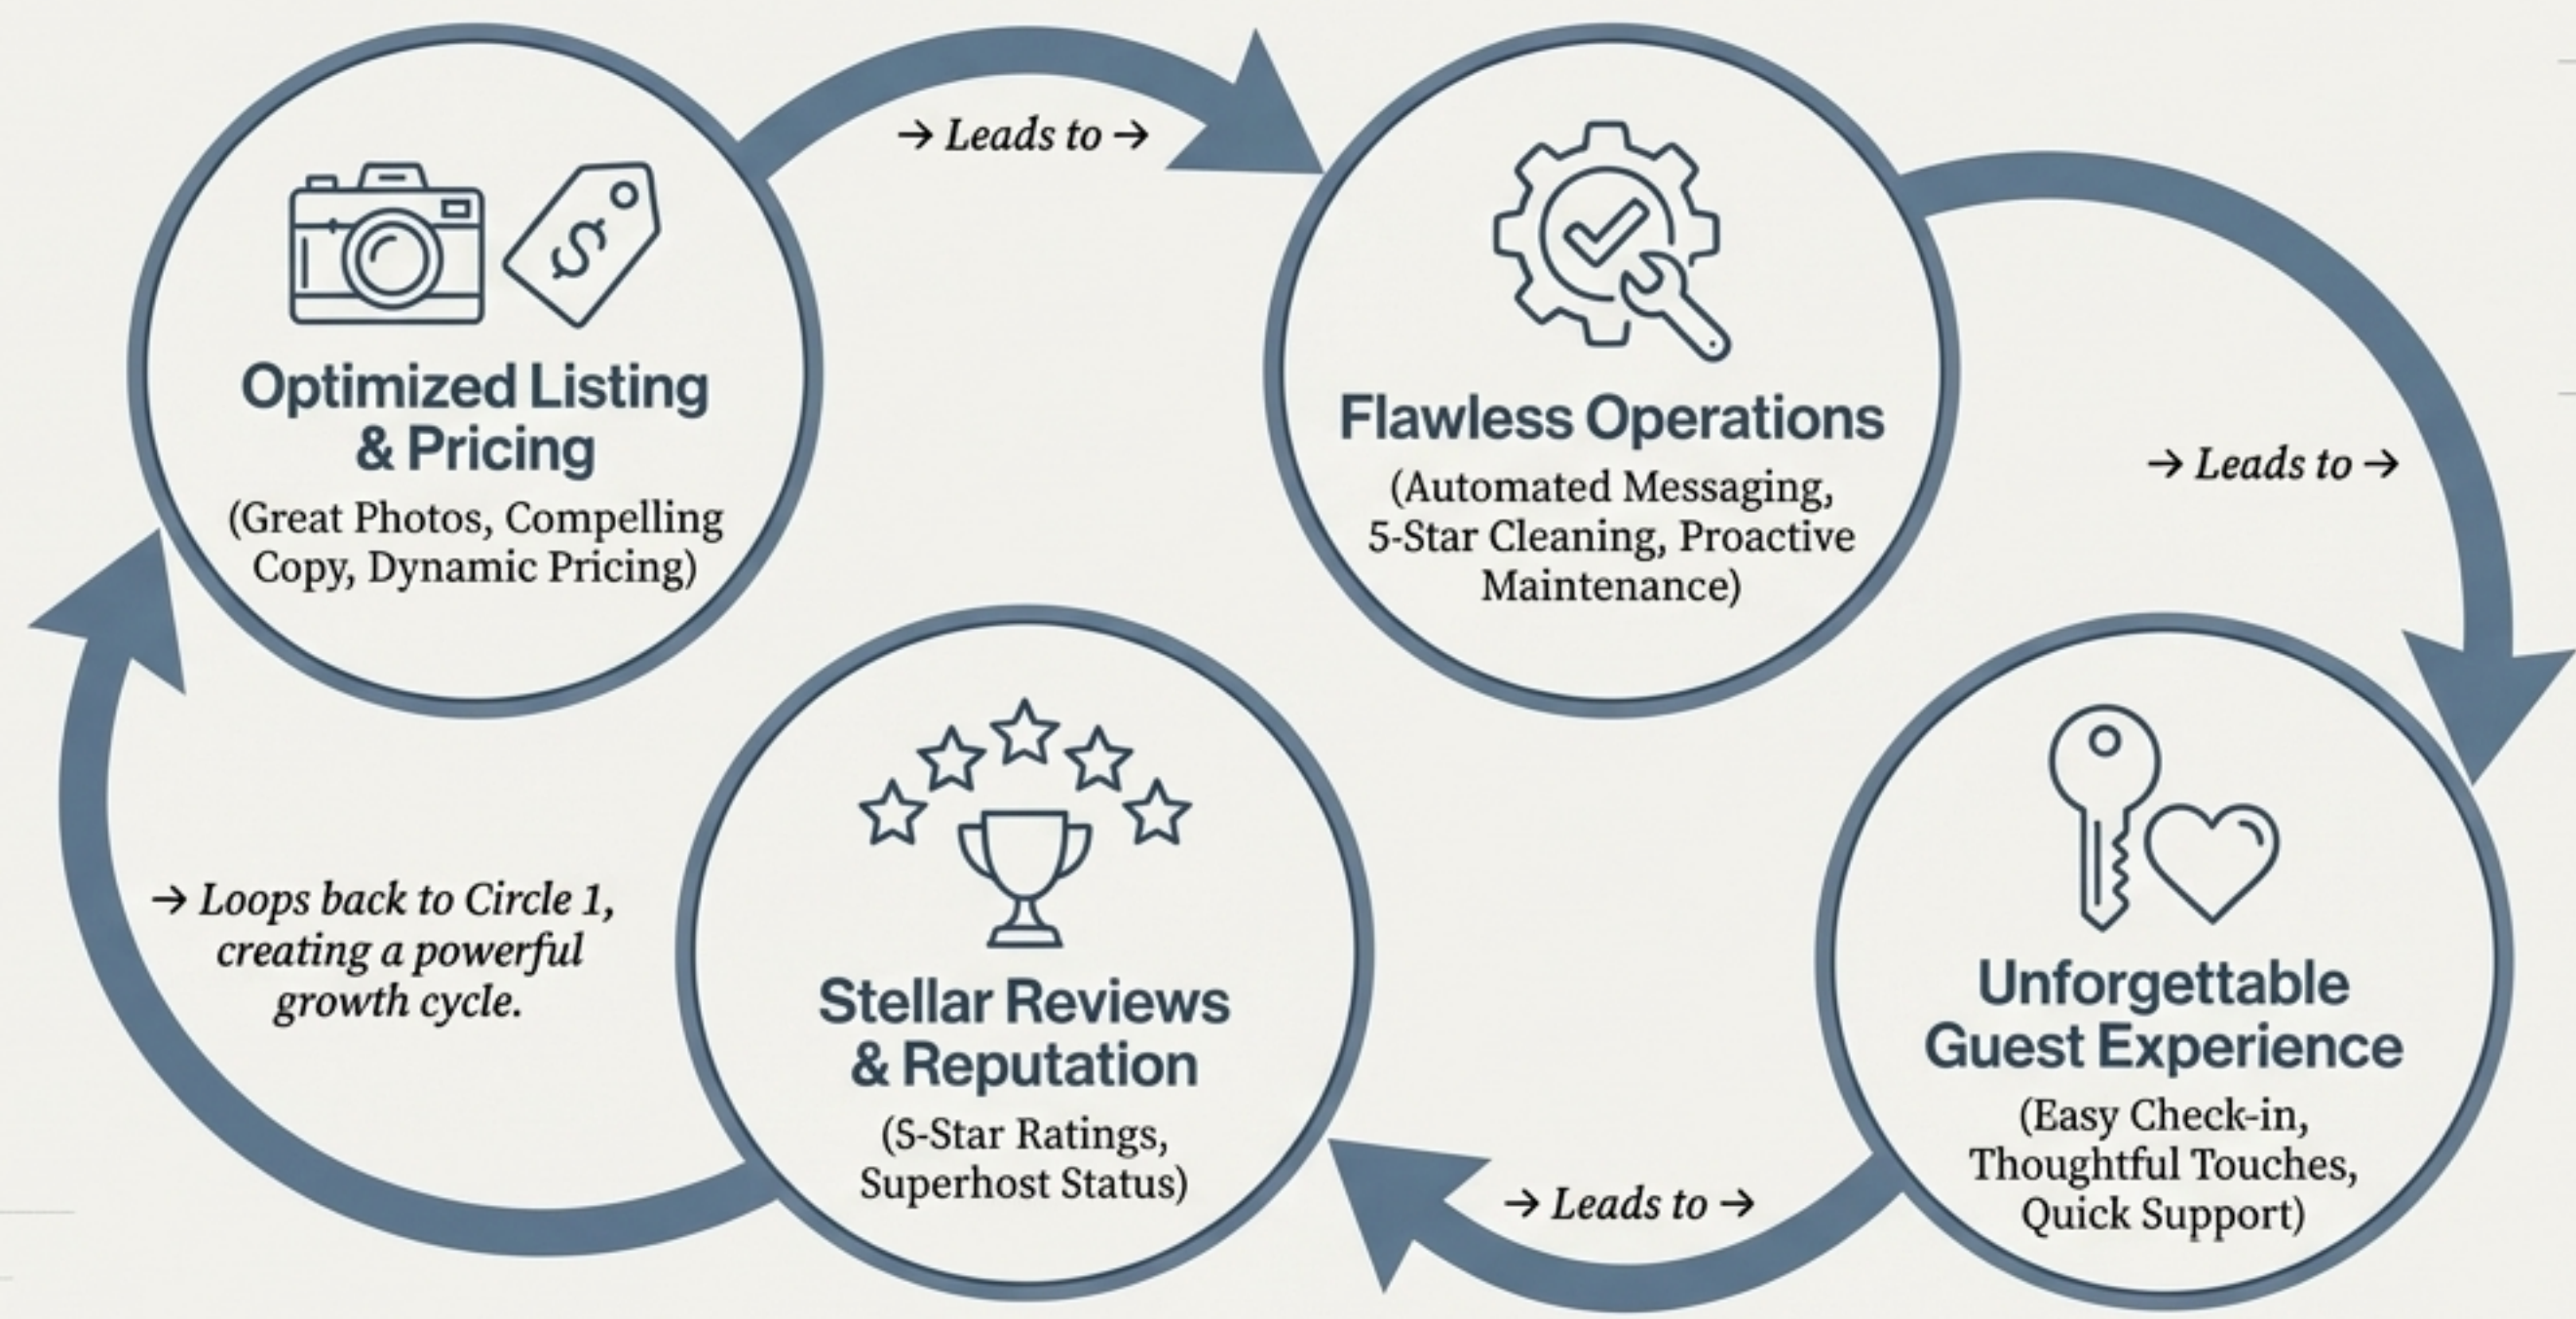 Optimized Listing
& Pricing
(Great Photos, Compelling
Copy, Dynamic Pricing)
→ Leads to →
Flawless Operations
(Automated Messaging,
5-Star Cleaning, Proactive
Maintenance)
→ Leads to →
Unforgettable
Guest Experience
(Easy Check-in,
Thoughtful Touches,
Quick Support)
→ Leads to →
Stellar Reviews
& Reputation
(5-Star Ratings,
Superhost Status)
→ Loops back to Circle 1,
creating a powerful
growth cycle.
$